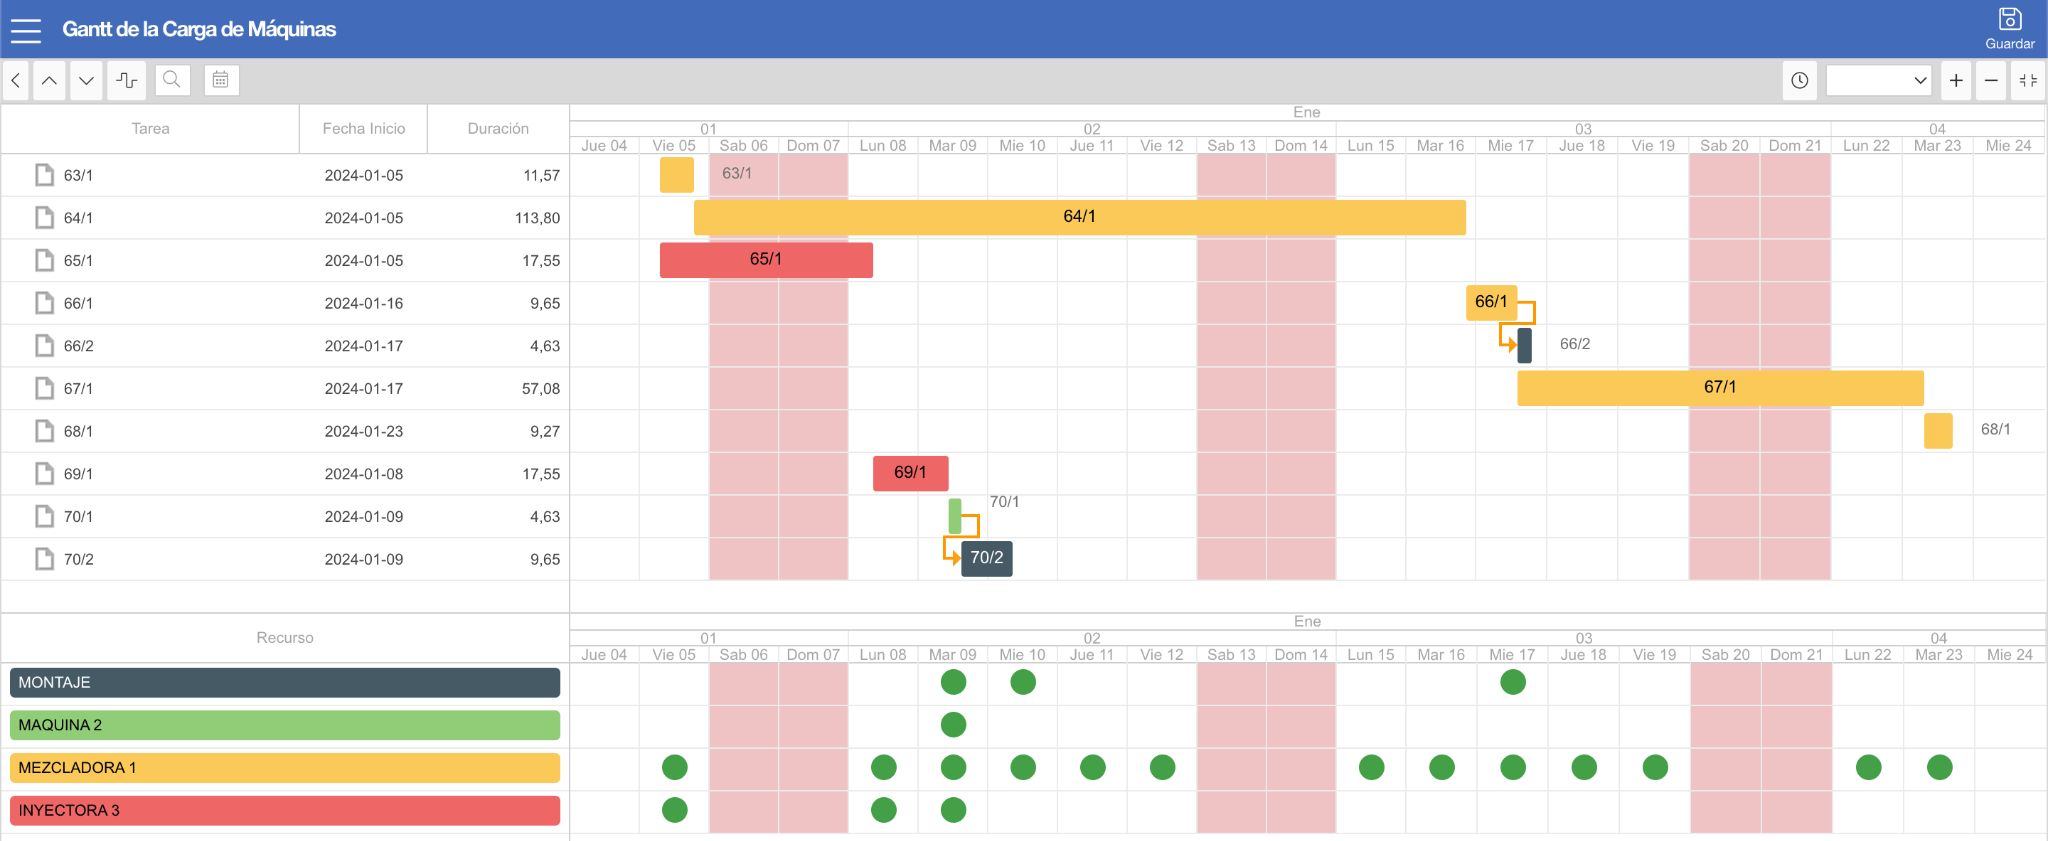 Gantt de la Carga de Máquinas
Guardar
Tarea Fecha Inicio Duración
Ene
01 02 03 04
Jue 04 Vie 05 Sab 06 Dom 07 Lun 08 Mar 09 Mie 10 Jue 11 Vie 12 Sab 13 Dom 14 Lun 15 Mar 16 Mie 17 Jue 18 Vie 19 Sab 20 Dom 21 Lun 22 Mar 23 Mie 24
63/1 2024-01-05 11,57 63/1
64/1 2024-01-05 113,80 64/1
65/1 2024-01-05 17,55 65/1
66/1 2024-01-16 9,65 66/1
66/2 2024-01-17 4,63 66/2
67/1 2024-01-17 57,08 67/1
68/1 2024-01-23 9,27 68/1
69/1 2024-01-08 17,55 69/1
70/1 2024-01-09 4,63 70/1
70/2 2024-01-09 9,65 70/2
Recurso
Ene
01 02 03 04
Jue 04 Vie 05 Sab 06 Dom 07 Lun 08 Mar 09 Mie 10 Jue 11 Vie 12 Sab 13 Dom 14 Lun 15 Mar 16 Mie 17 Jue 18 Vie 19 Sab 20 Dom 21 Lun 22 Mar 23 Mie 24
MONTAJE
MAQUINA 2
MEZCLADORA 1
INYECTORA 3